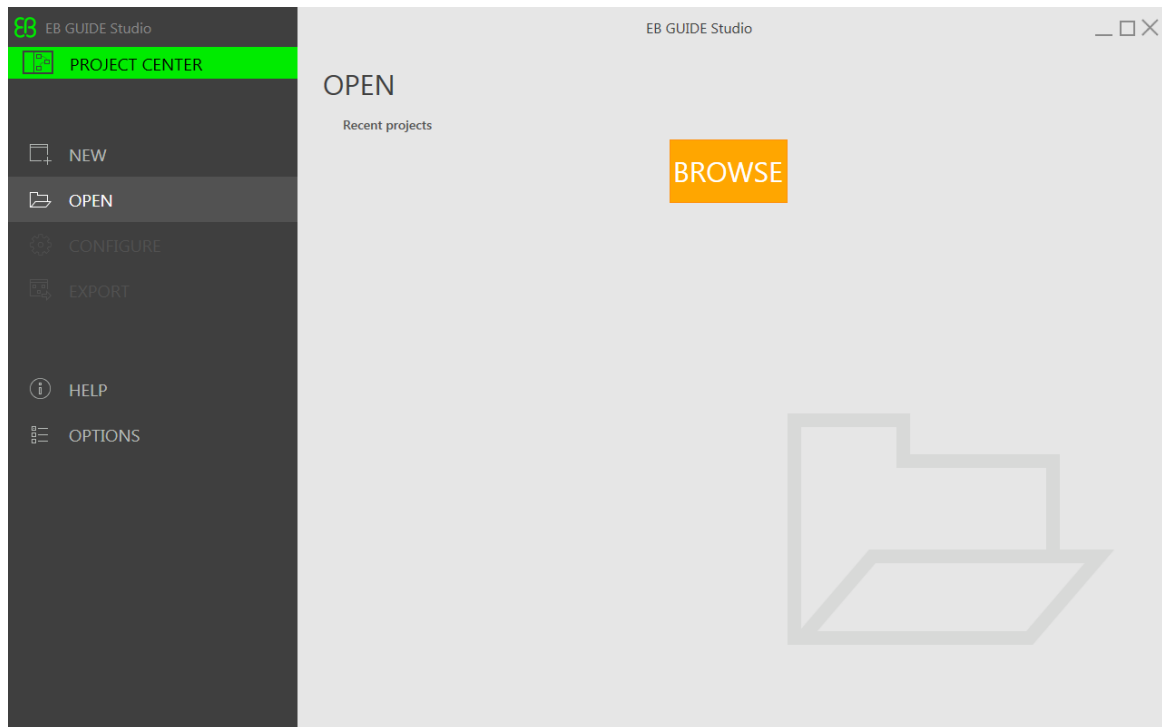 EB GUIDE Studio
EB GUIDE Studio
PROJECT CENTER
NEW
OPEN
CONFIGURE
EXPORT
HELP
OPTIONS
OPEN
Recent projects
BROWSE